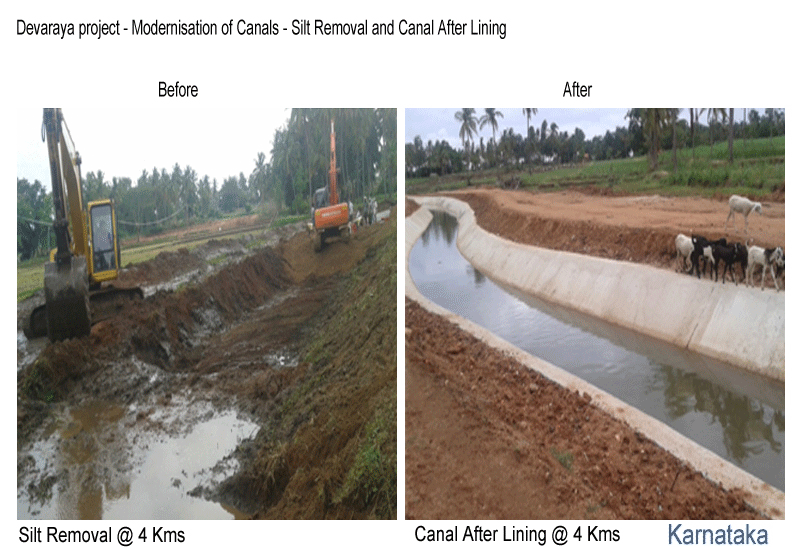 Devaraya project - Modernisation of Canals - Silt Removal and Canal After Lining
Before
After
Silt Removal @ 4 Kms
Canal After Lining @ 4 Kms
Karnataka